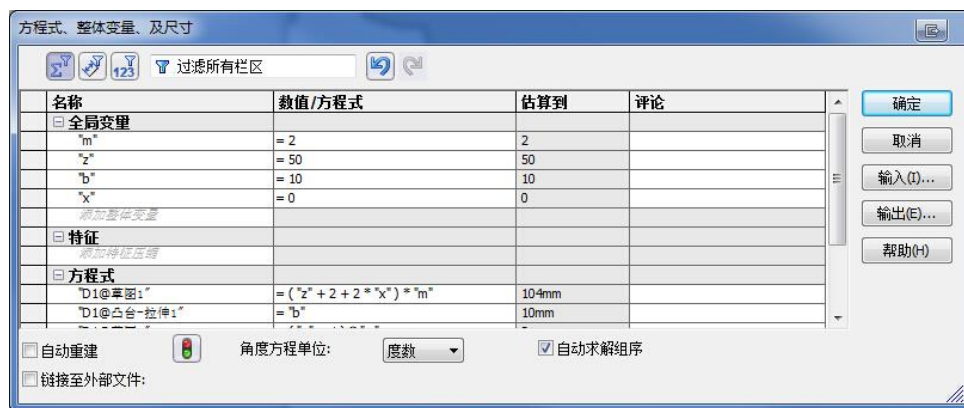 方程式、整体变量、及尺寸
过滤所有栏区
名称 数值/方程式 估算到 评论
全局变量
"m" = 2 2
"z" = 50 50
"b" = 10 10
"x" = 0 0
添加整体变量
特征
添加特征压缩
方程式
"D1@草图1" = ( "z" + 2 + 2 * "x" ) * "m" 104mm
"D1@凸台-拉伸1" = "b" 10mm
确定
取消
输入(I)...
输出(E)...
帮助(H)
自动重建 角度方程单位: 度数 自动求解组序
链接至外部文件: